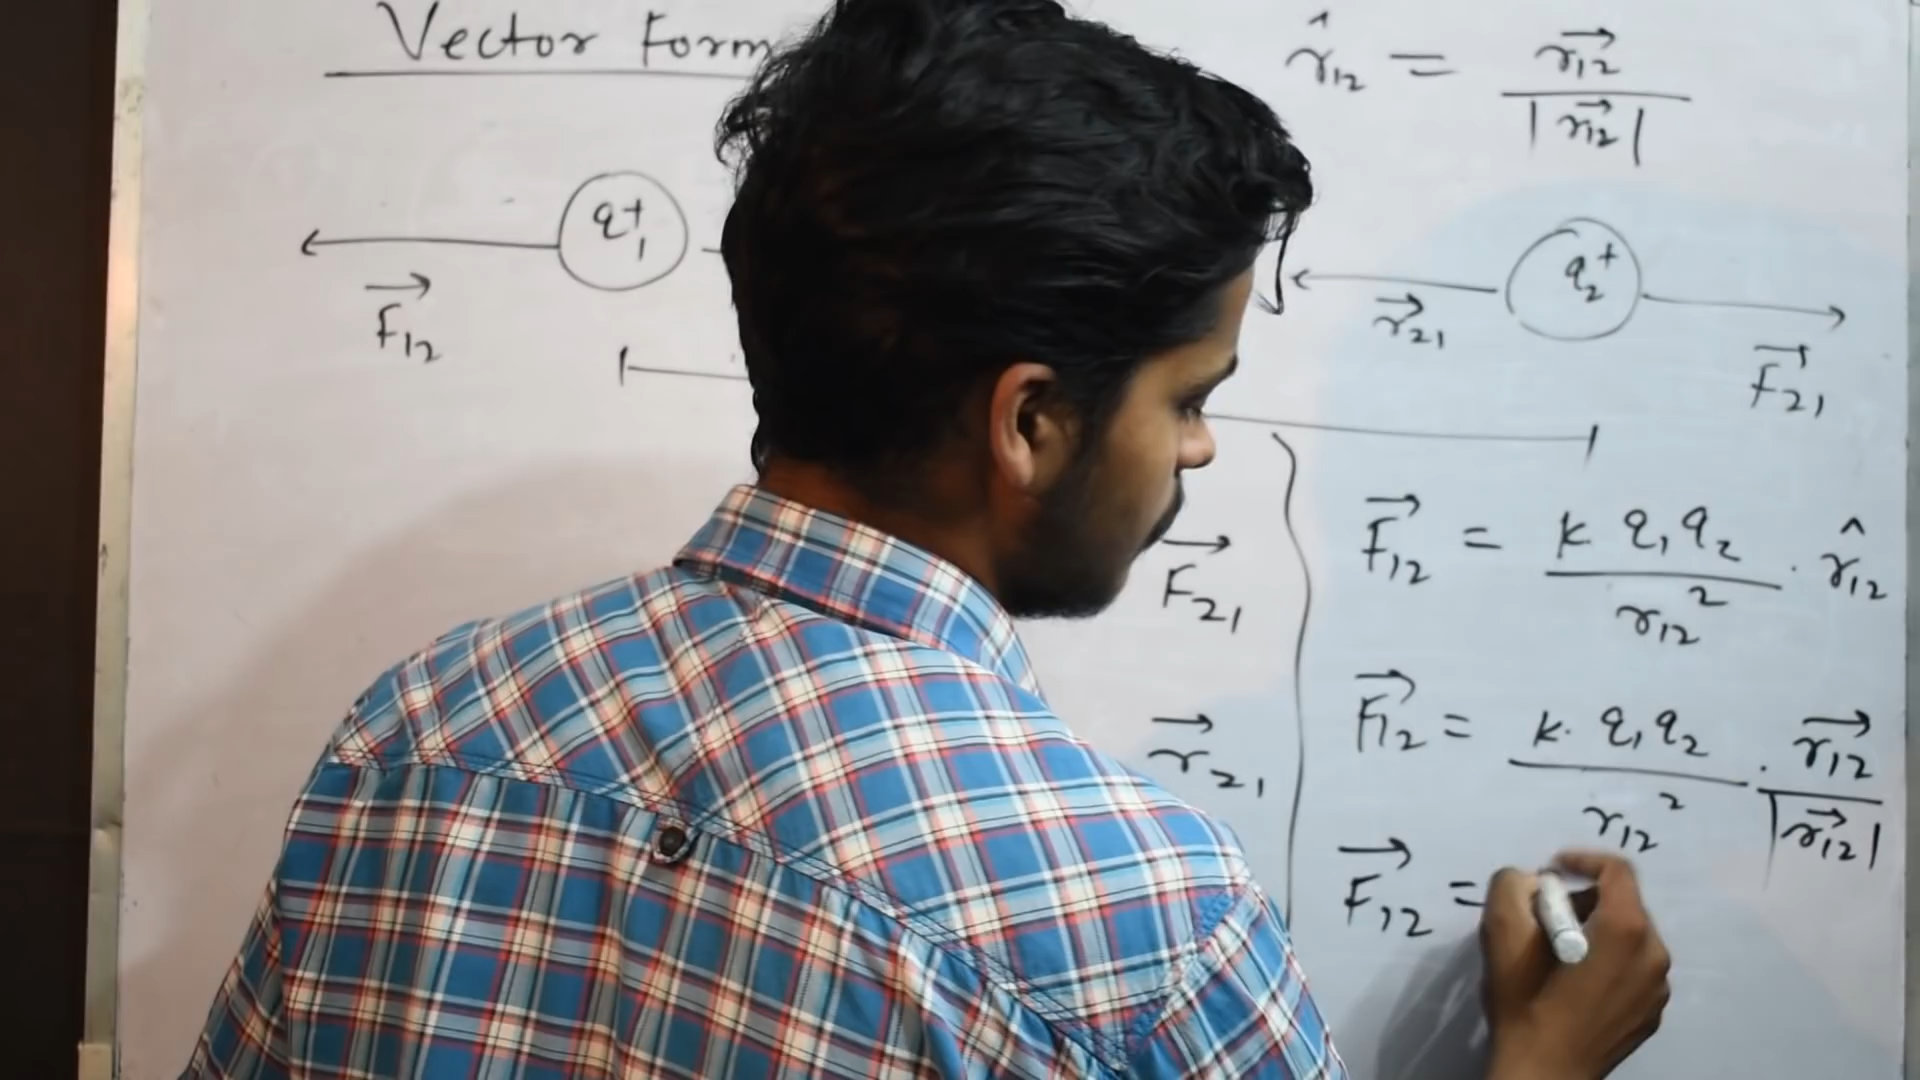 Vector Form
r̂₁₂ = r⃗₁₂ / |r⃗₁₂|
q₁⁺
q₂⁺
F⃗₁₂
r⃗₂₁
F⃗₂₁
F⃗₂₁
F⃗₁₂ = K q₁q₂ / r₁₂² . r̂₁₂
r⃗₂₁
F⃗₁₂ = K. q₁q₂ / r₁₂² . r⃗₁₂ / |r⃗₁₂|
F⃗₁₂ =